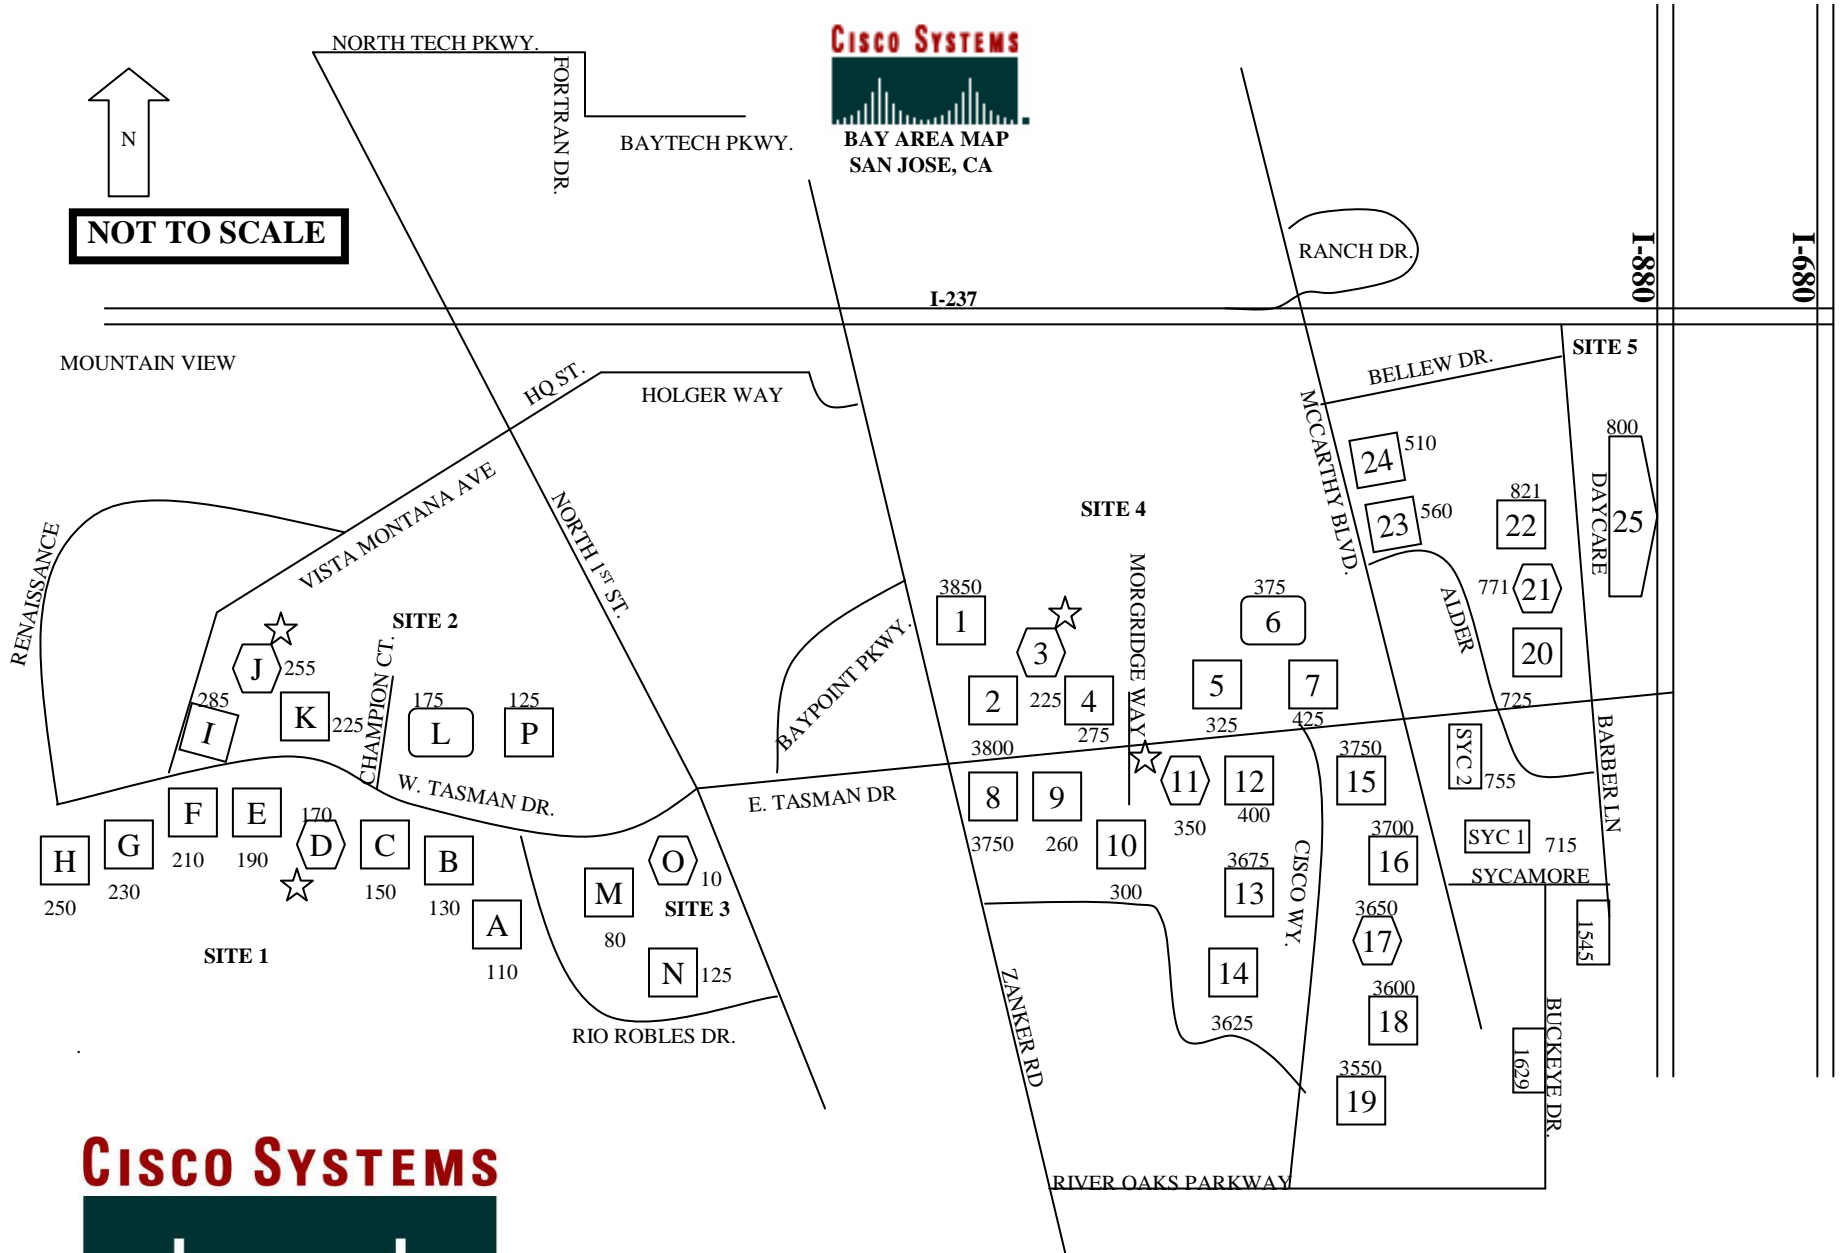 CISCO SYSTEMS
BAY AREA MAP
SAN JOSE, CA
NORTH TECH PKWY.
FORTRAN DR.
BAYTECH PKWY.
N
NOT TO SCALE
RANCH DR.
I-880
I-680
I-237
MOUNTAIN VIEW
HQ ST.
HOLGER WAY
BELLEW DR.
SITE 5
MCCARTHY BLVD.
24
510
23
560
821
22
800
DAYCARE
25
771
21
20
725
ALDER
VISTA MONTANA AVE
NORTH 1ST ST.
RENAISSANCE
SITE 2
SITE 4
J
255
285
I
K
225
CHAMPION CT.
175
L
125
P
W. TASMAN DR.
BAYPOINT PKWY.
E. TASMAN DR
3850
1
3
2
225
4
275
3800
MORGRIDGE WAY
375
6
5
325
7
425
SYC 2
755
BARBER LN
SYC 1
715
SYCAMORE
1545
BUCKEYE DR.
1629
H
250
G
230
F
210
E
190
170
D
C
150
B
130
A
110
SITE 1
M
80
O
10
SITE 3
N
125
RIO ROBLES DR.
8
3750
9
260
10
300
11
350
12
400
3675
13
14
3625
CISCO WY.
3750
15
3700
16
3650
17
3600
18
3550
19
ZANKER RD
RIVER OAKS PARKWAY
CISCO SYSTEMS